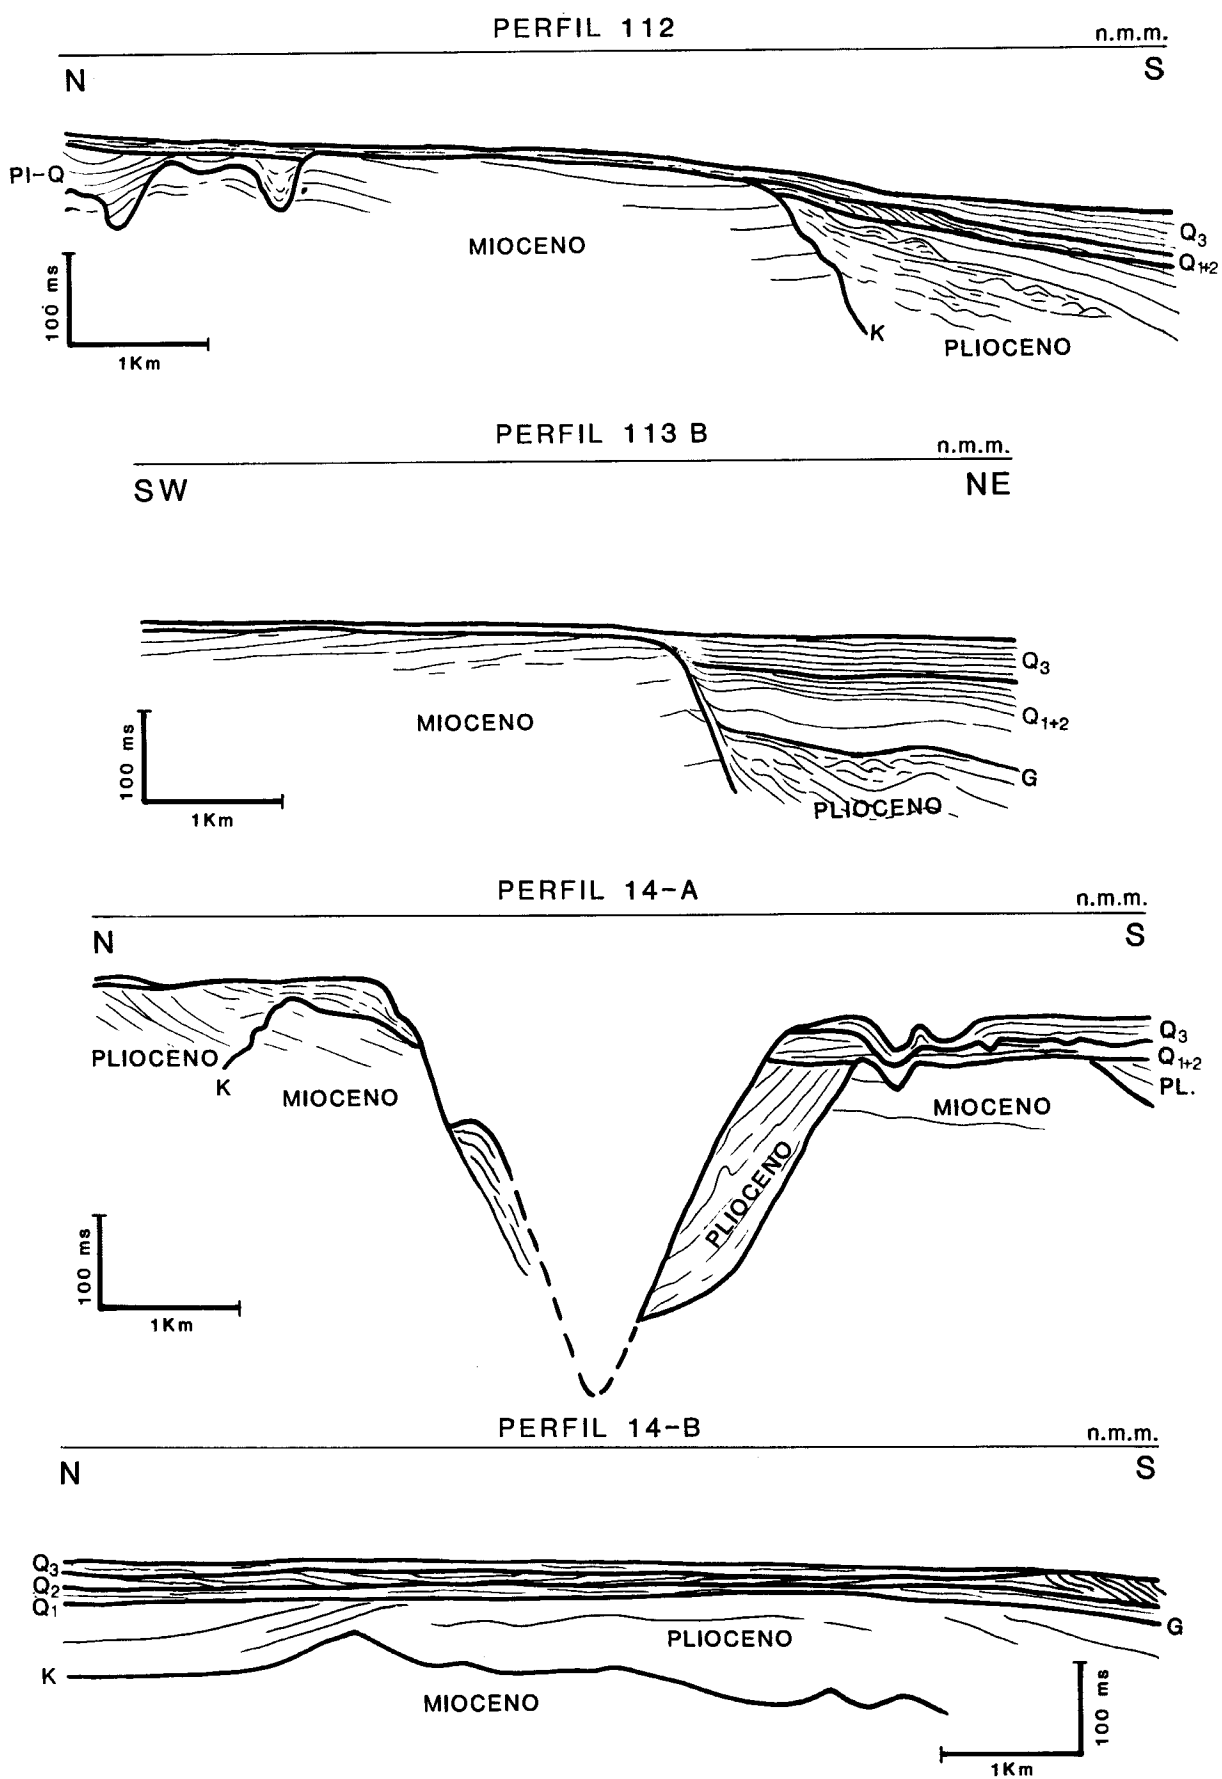 PERFIL 112
n.m.m.
N
S
Pl-Q
MIOCENO
Q3
Q1+2
100 ms
1Km
K
PLIOCENO
PERFIL 113 B
n.m.m.
SW
NE
Q3
MIOCENO
Q1+2
100 ms
1Km
G
PLIOCENO
PERFIL 14-A
n.m.m.
N
S
Q3
PLIOCENO
Q1+2
K
MIOCENO
PL.
MIOCENO
PLIOCENO
100 ms
1Km
PERFIL 14-B
n.m.m.
N
S
Q3
Q2
Q1
G
PLIOCENO
K
MIOCENO
100 ms
1Km